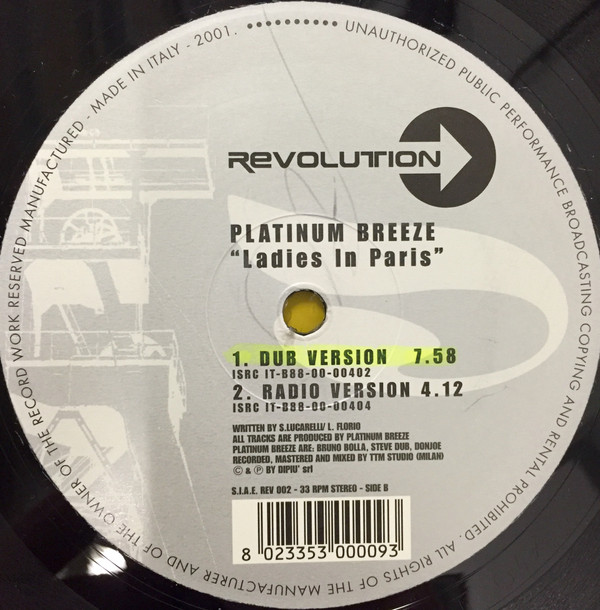 MADE IN ITALY - 2001. •••••••••• UNAUTHORIZED PUBLIC PERFORMANCE BROADCASTING COPYING AND RENTAL PROHIBITED. ALL RIGHTS OF THE MANUFACTURER AND OF THE OWNER OF THE RECORD WORK RESERVED MANUFACTURED -
REVOLUTION
PLATINUM BREEZE
“Ladies In Paris”
1. DUB VERSION 7.58
ISRC IT-B88-00-00402
2. RADIO VERSION 4.12
ISRC IT-B88-00-00404
WRITTEN BY S.LUCARELLI/ L. FLORIO
ALL TRACKS ARE PRODUCED BY PLATINUM BREEZE
PLATINUM BREEZE ARE: BRUNO BOLLA, STEVE DUB, DONJOE
RECORDED, MASTERED AND MIXED BY TTM STUDIO (MILAN)
© & ℗ BY DIPIU' srl
S.I.A.E. REV 002 - 33 RPM STEREO - SIDE B
8 023353 000093